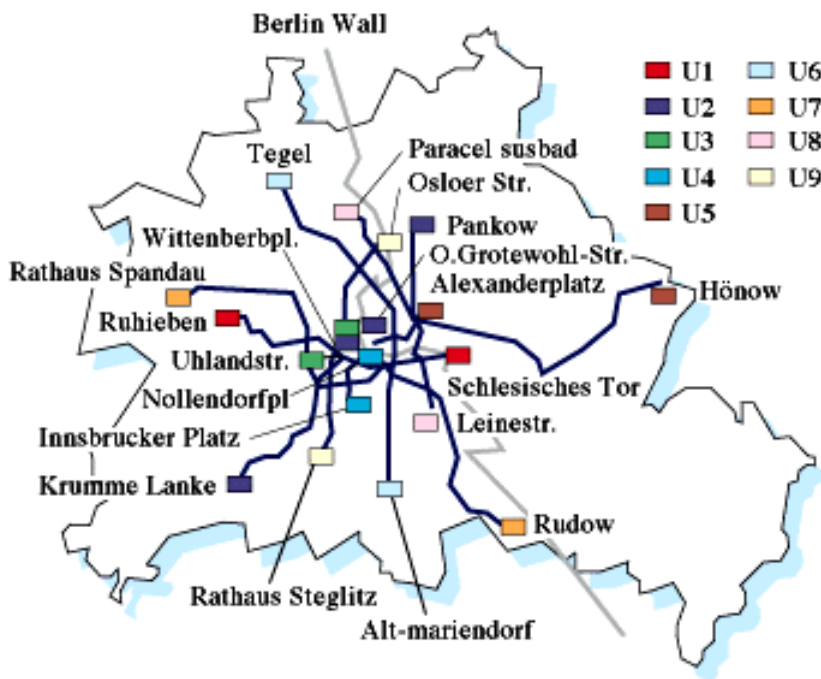 Berlin Wall
U1
U6
U2
U7
U3
U8
U4
U9
U5
Tegel
Paracel susbad
Osloer Str.
Wittenberbpl.
Pankow
O.Grotewohl-Str.
Rathaus Spandau
Alexanderplatz
Hönow
Ruhieben
Uhlandstr.
Schlesisches Tor
Nollendorfpl
Leinestr.
Innsbrucker Platz
Krumme Lanke
Rudow
Rathaus Steglitz
Alt-mariendorf